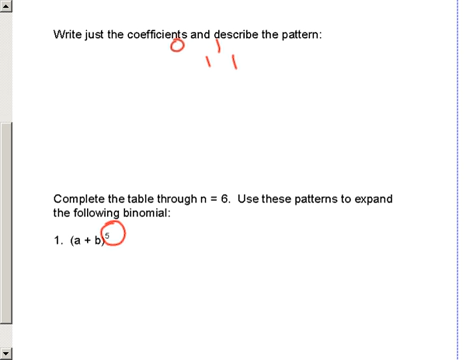 Write just the coefficients and describe the pattern:
0 1
1 1
Complete the table through n = 6. Use these patterns to expand
the following binomial:
1. (a + b)⁵